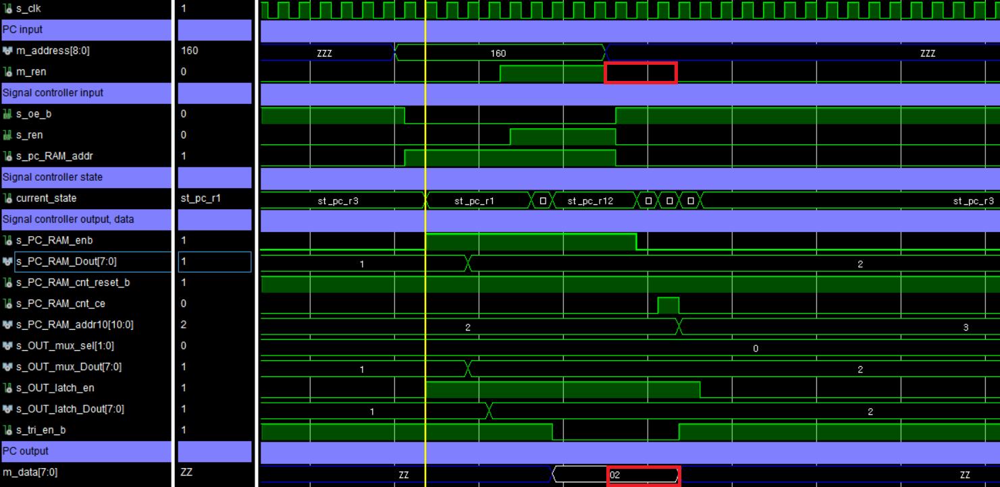 s_clk 1
PC input
m_address[8:0] 160 ZZZ 160 ZZZ
m_ren 0
Signal controller input
s_oe_b 0
s_ren 0
s_pc_RAM_addr 1
Signal controller state
current_state st_pc_r1 st_pc_r3 st_pc_r1 st_pc_r12 st_pc_r3
Signal controller output, data
s_PC_RAM_enb 1
s_PC_RAM_Dout[7:0] 1 1 2
s_PC_RAM_cnt_reset_b 1
s_PC_RAM_cnt_ce 0
s_PC_RAM_addr10[10:0] 2 2 3
s_OUT_mux_sel[1:0] 0 0
s_OUT_mux_Dout[7:0] 1 1 2
s_OUT_latch_en 1
s_OUT_latch_Dout[7:0] 1 1 2
s_tri_en_b 1
PC output
m_data[7:0] ZZ ZZ 02 ZZ